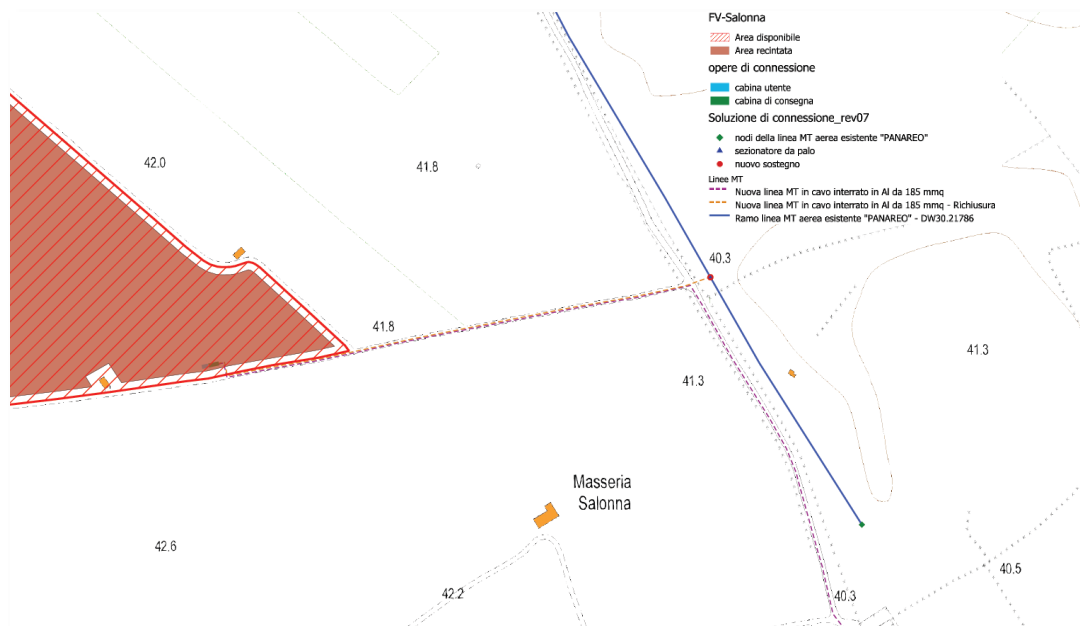 FV-Salonna
Area disponibile
Area recintata
opere di connessione
cabina utente
cabina di consegna
Soluzione di connessione_rev07
nodi della linea MT aerea esistente "PANAREO"
sezionatore da palo
nuovo sostegno
Linee MT
Nuova linea MT in cavo interrato in Al da 185 mmq
Nuova linea MT in cavo interrato in Al da 185 mmq - Richiusura
Ramo linea MT aerea esistente "PANAREO" - DW30.21786
42.0
41.8
40.3
41.8
41.3
41.3
Masseria
Salonna
42.6
42.2
40.3
40.5